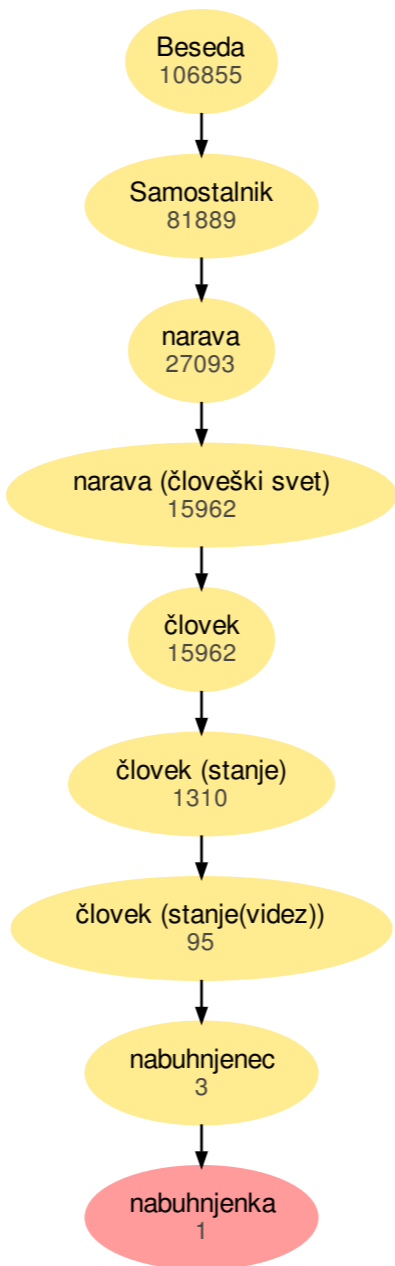 Beseda
106855
Samostalnik
81889
narava
27093
narava (človeški svet)
15962
človek
15962
človek (stanje)
1310
človek (stanje(videz))
95
nabuhnjenec
3
nabuhnjenka
1